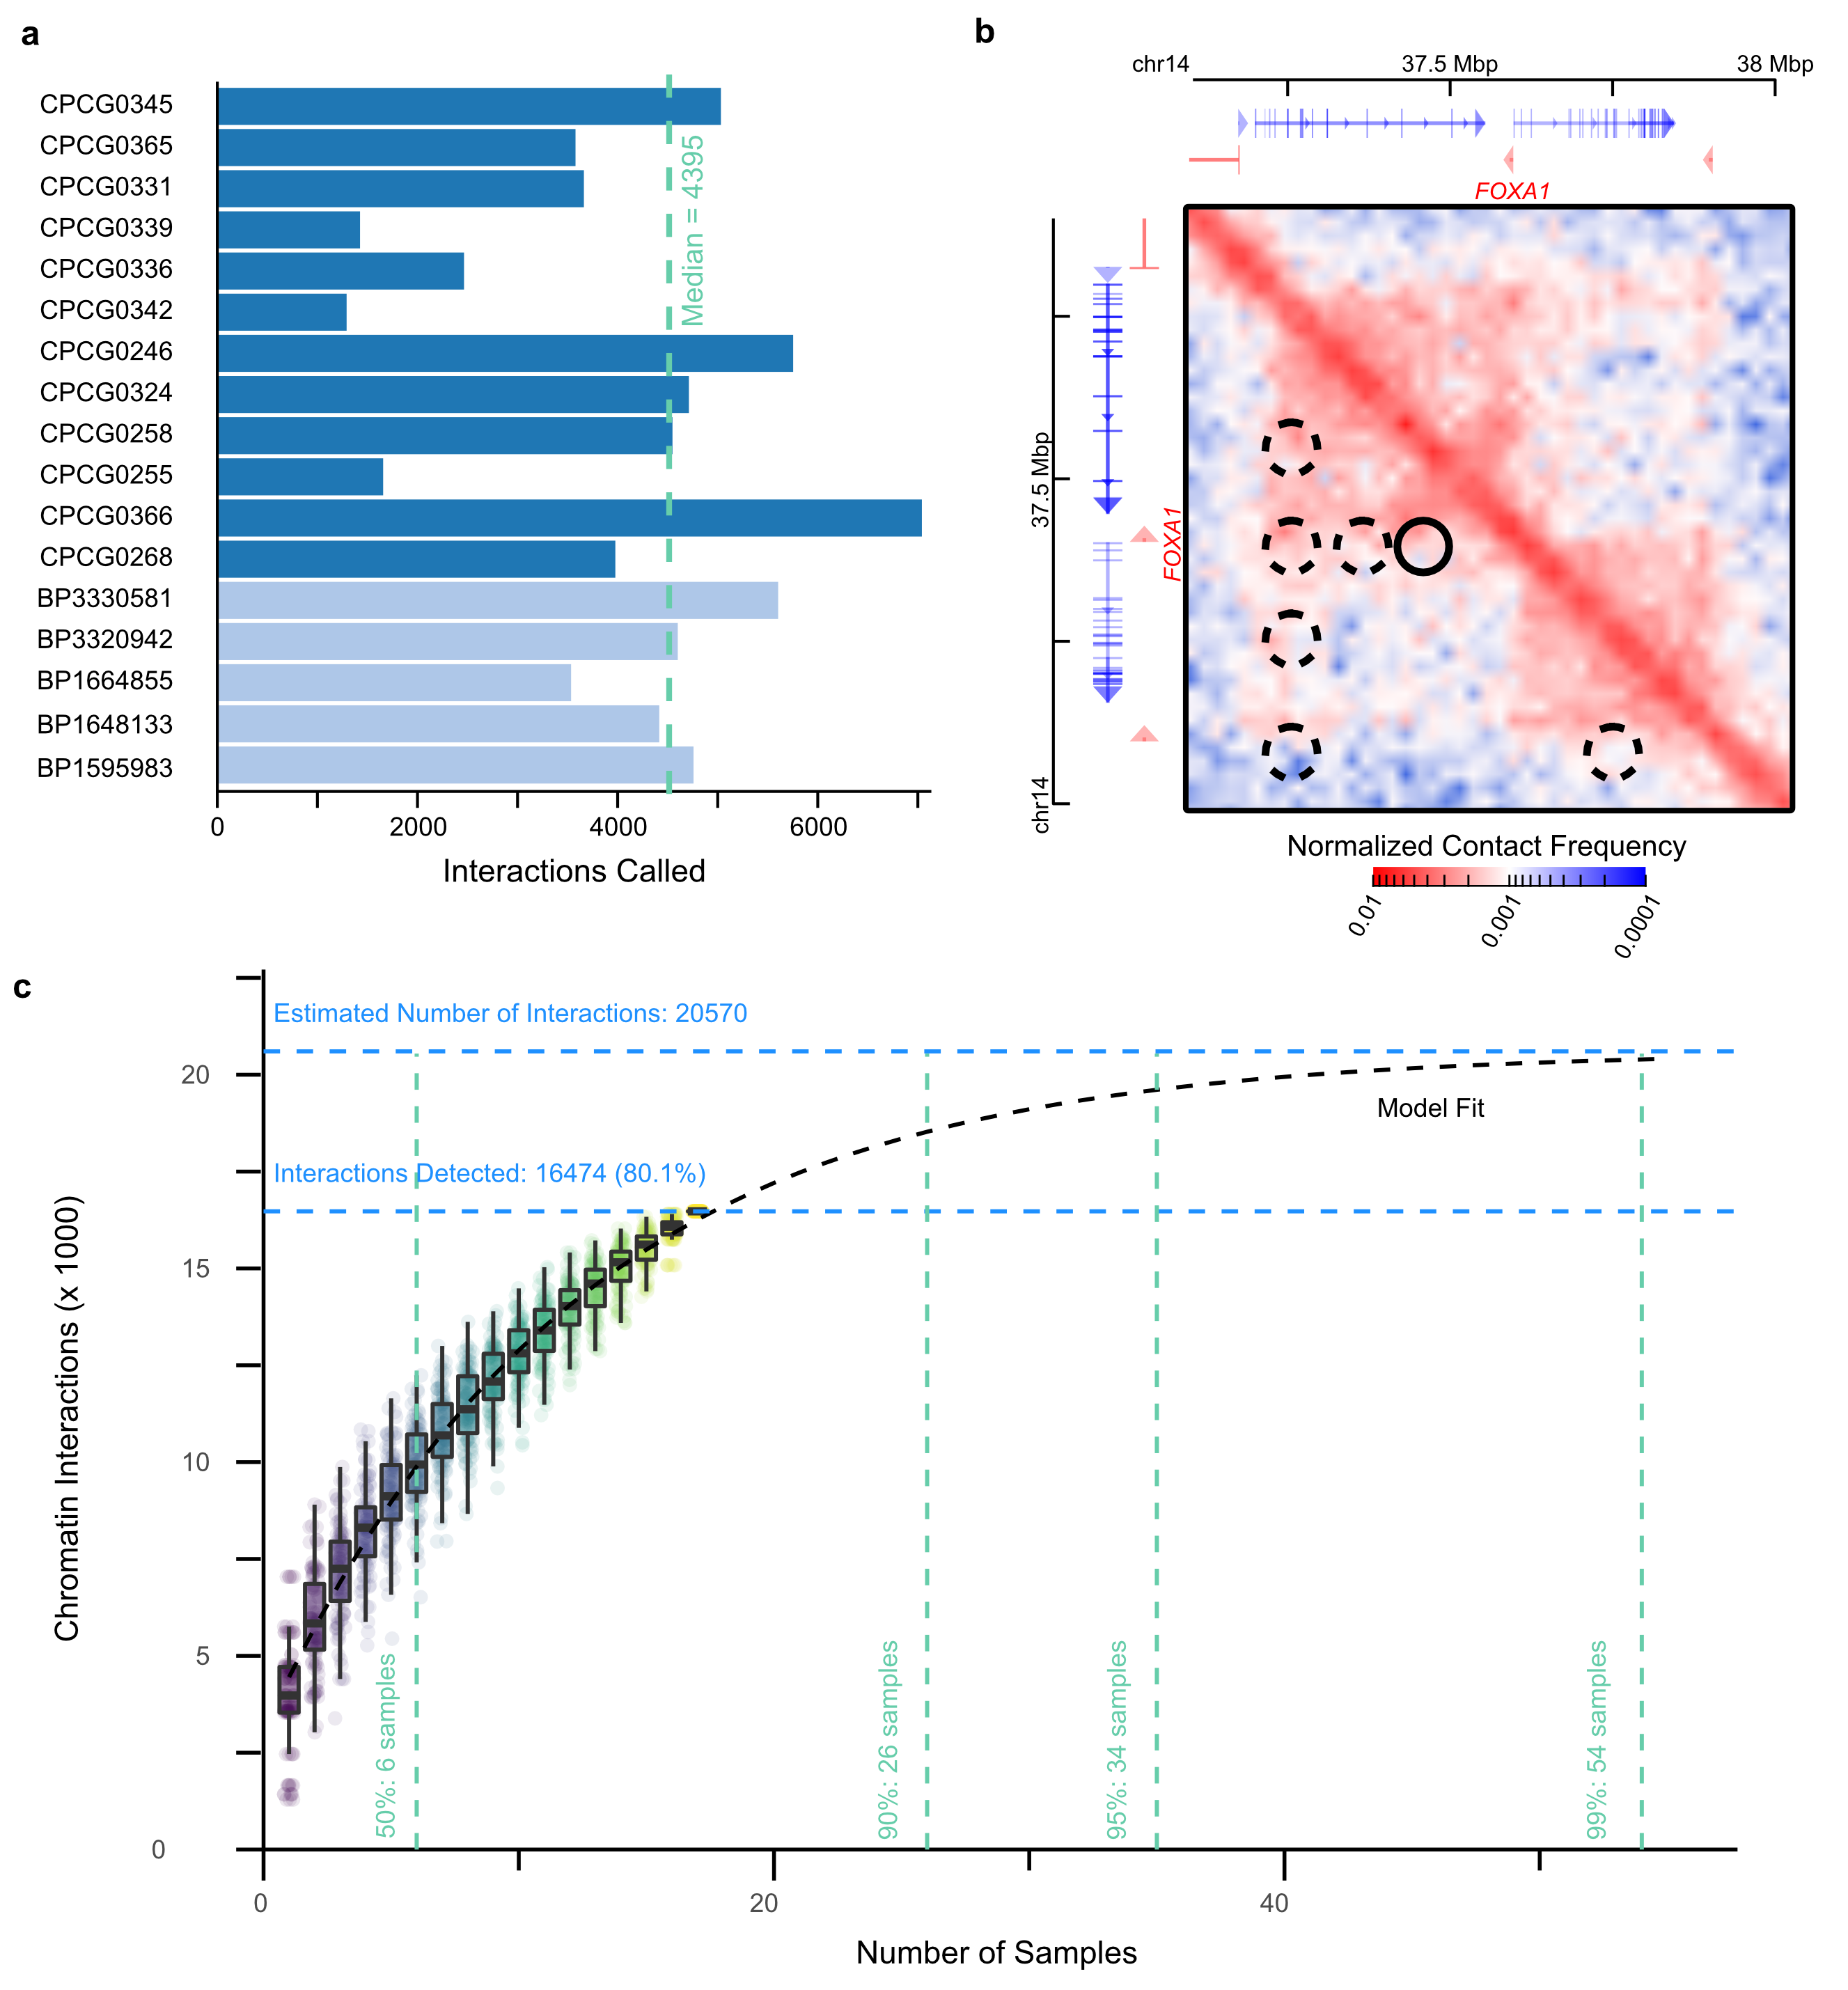 a
CPCG0345
CPCG0365
CPCG0331
CPCG0339
CPCG0336
CPCG0342
CPCG0246
CPCG0324
CPCG0258
CPCG0255
CPCG0366
CPCG0268
BP3330581
BP3320942
BP1664855
BP1648133
BP1595983
Median = 4395
0
2000
4000
6000
Interactions Called
b
chr14
37.5 Mbp
38 Mbp
FOXA1
37.5 Mbp
FOXA1
chr14
Normalized Contact Frequency
0.01
0.001
0.0001
c
Estimated Number of Interactions: 20570
Interactions Detected: 16474 (80.1%)
Model Fit
Chromatin Interactions (x 1000)
20
15
10
5
0
50%: 6 samples
90%: 26 samples
95%: 34 samples
99%: 54 samples
0
20
40
Number of Samples